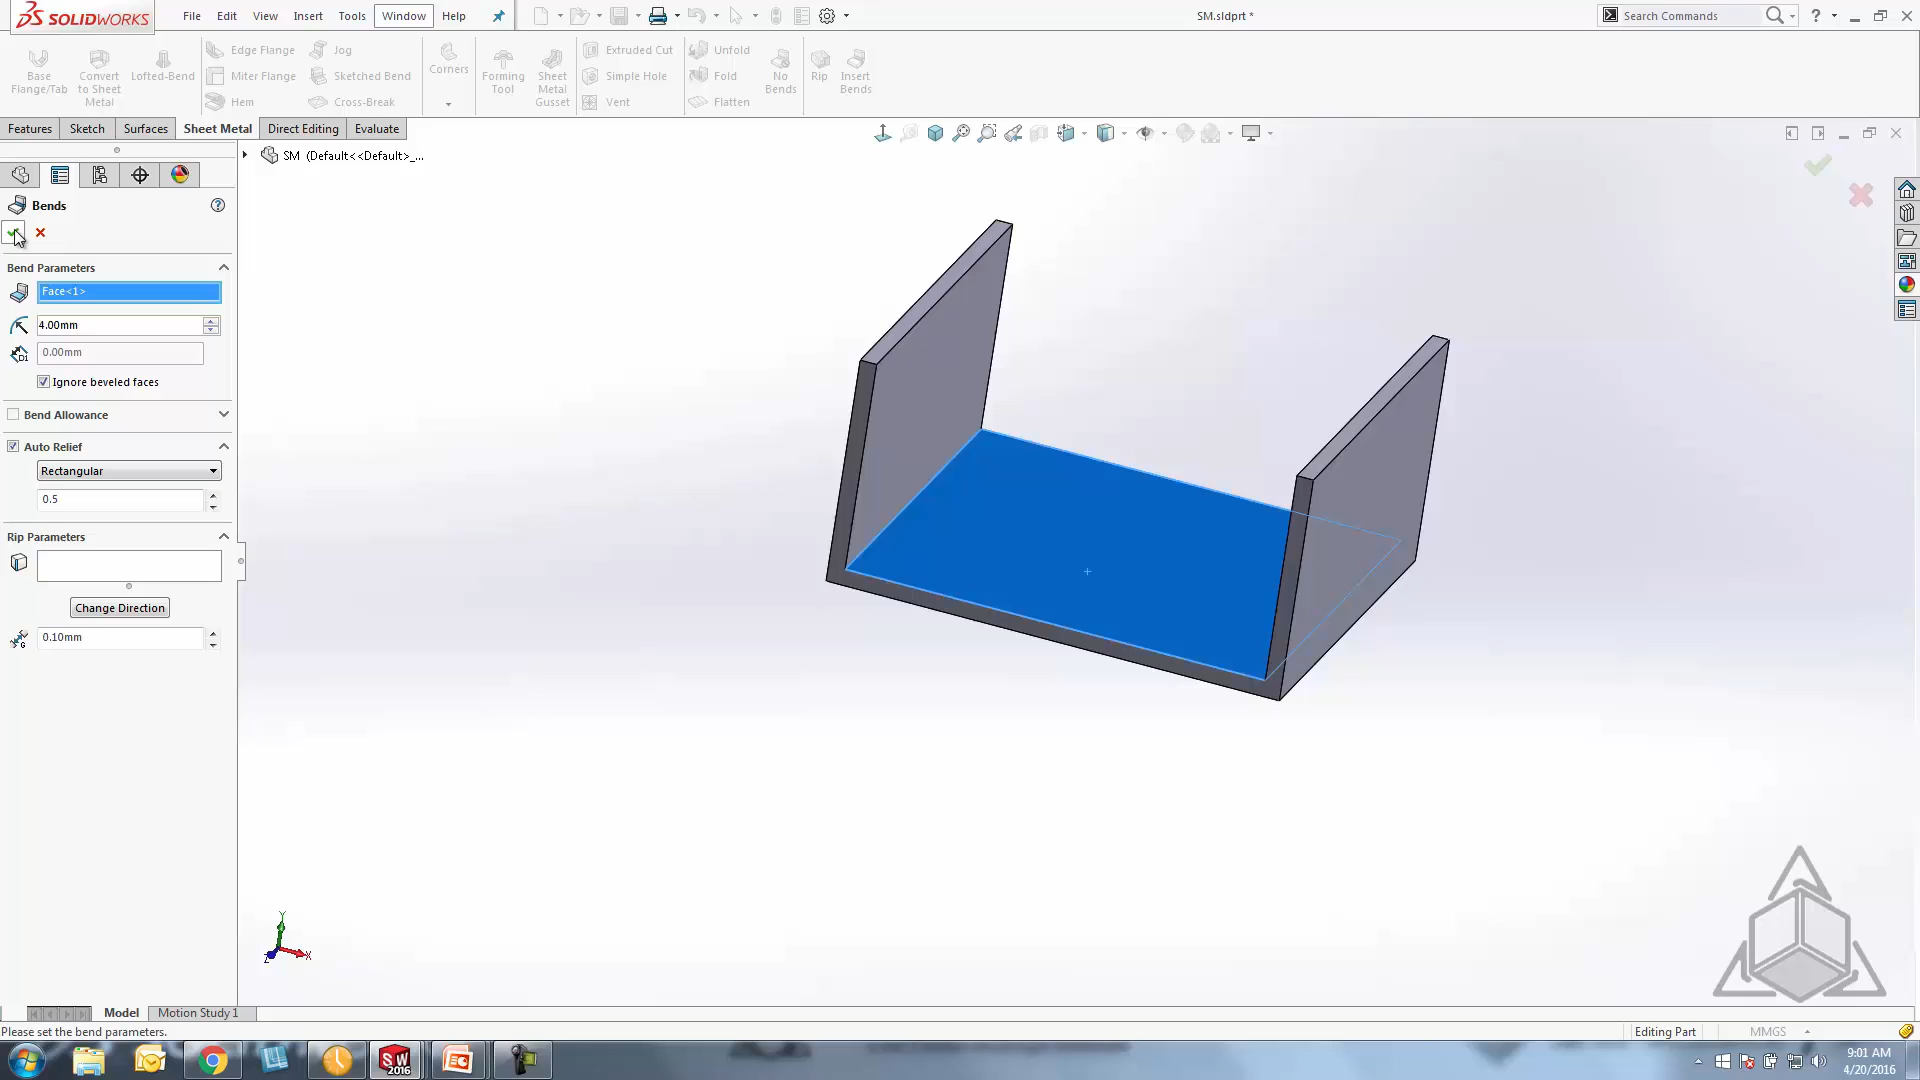 SOLIDWORKS File Edit View Insert Tools Window Help SM.sldprt * Search Commands
Base Flange/Tab Convert to Sheet Metal Lofted-Bend Edge Flange Miter Flange Hem Jog Sketched Bend Cross-Break Corners Forming Tool Sheet Metal Gusset Extruded Cut Simple Hole Vent Unfold Fold Flatten No Bends Rip Insert Bends
Features Sketch Surfaces Sheet Metal Direct Editing Evaluate
SM (Default<<Default>_...
Bends
Bend Parameters
Face<1>
4.00mm
0.00mm
Ignore beveled faces
Bend Allowance
Auto Relief
Rectangular
0.5
Rip Parameters
Change Direction
0.10mm
Y
X
Z
Model Motion Study 1
Please set the bend parameters. Editing Part MMGS
SW 2016
9:01 AM
4/20/2016